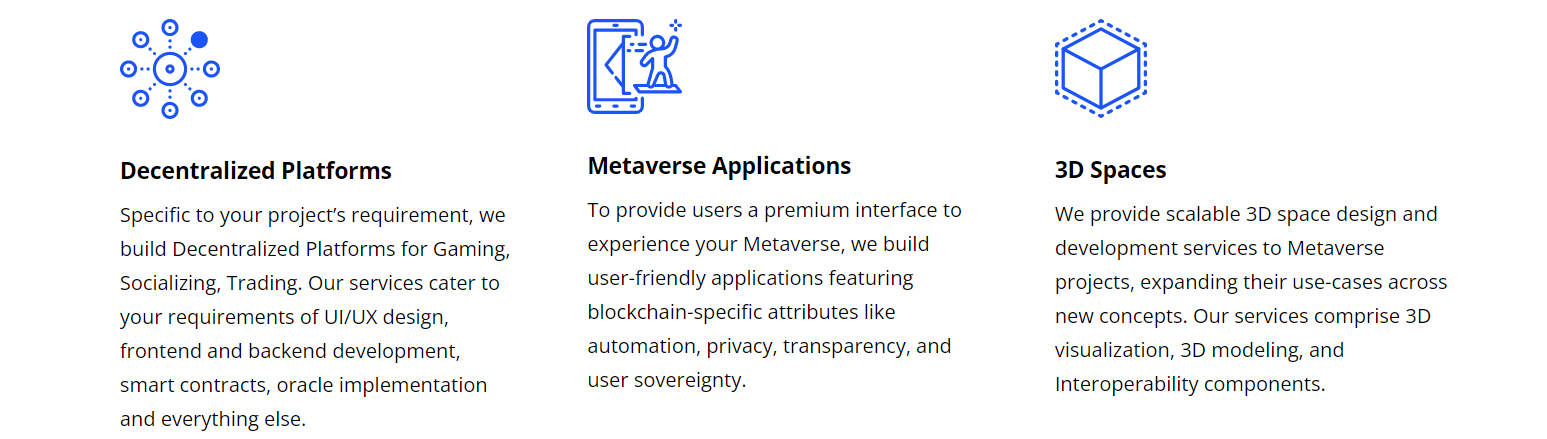 Decentralized Platforms
Specific to your project’s requirement, we
build Decentralized Platforms for Gaming,
Socializing, Trading. Our services cater to
your requirements of UI/UX design,
frontend and backend development,
smart contracts, oracle implementation
and everything else.
Metaverse Applications
To provide users a premium interface to
experience your Metaverse, we build
user-friendly applications featuring
blockchain-specific attributes like
automation, privacy, transparency, and
user sovereignty.
3D Spaces
We provide scalable 3D space design and
development services to Metaverse
projects, expanding their use-cases across
new concepts. Our services comprise 3D
visualization, 3D modeling, and
Interoperability components.